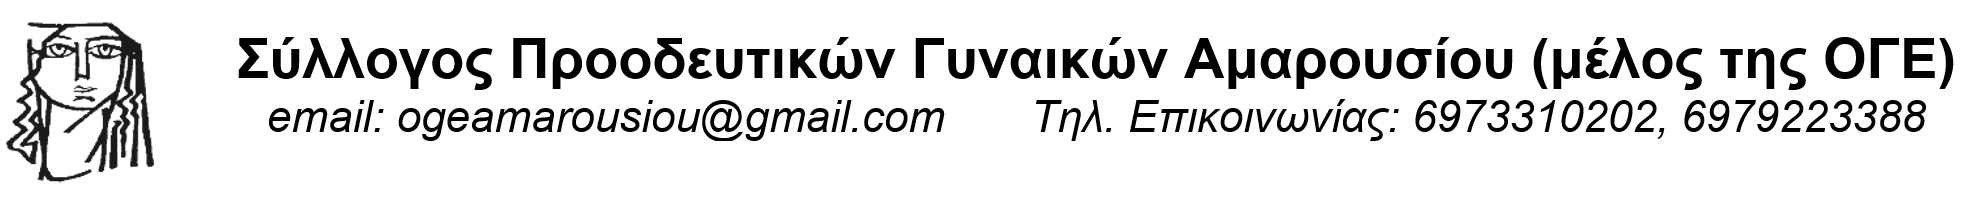 Σύλλογος Προοδευτικών Γυναικών Αμαρουσίου (μέλος της ΟΓΕ)
email: ogeamarousiou@gmail.com Τηλ. Επικοινωνίας: 6973310202, 6979223388